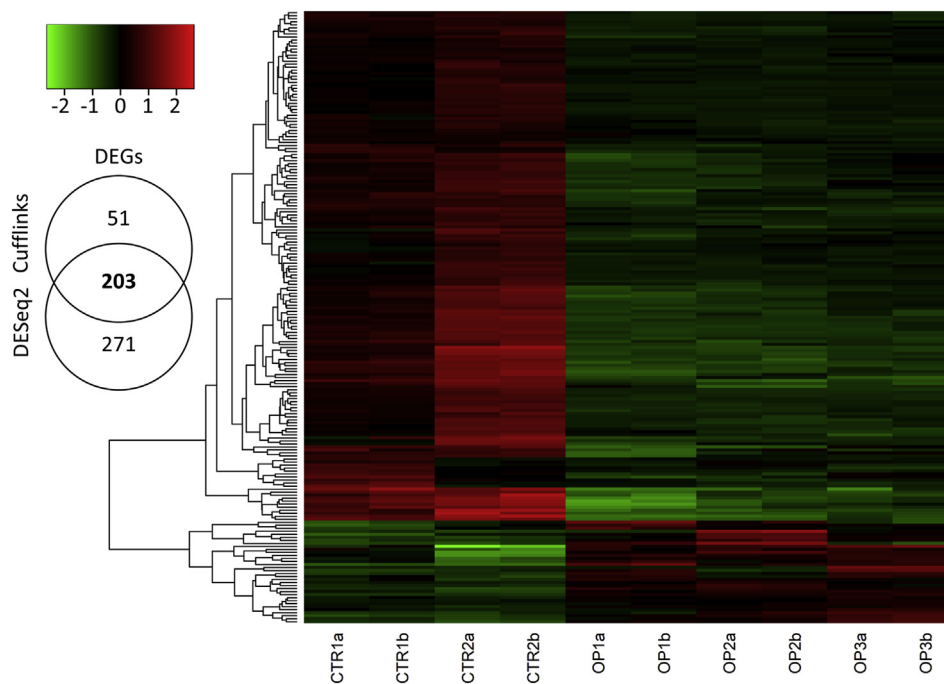 -2 -1 0 1 2
DEGs
51
203
271
DESeq2 Cufflinks
CTR1a
CTR1b
CTR2a
CTR2b
OP1a
OP1b
OP2a
OP2b
OP3a
OP3b